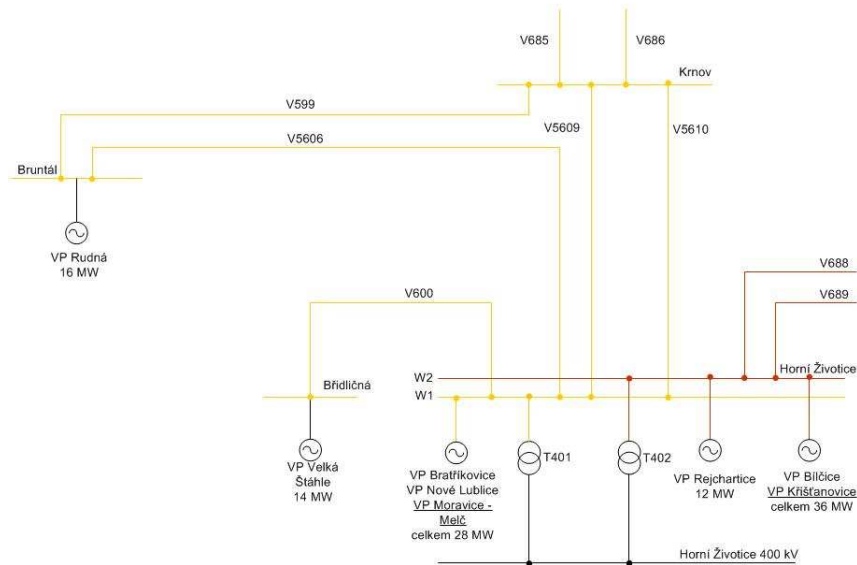 V685
V686
Krnov
V599
V5609
V5610
V5606
Bruntál
VP Rudná
16 MW
V688
V600
V689
Horní Životice
W2
Břidličná
W1
T401
T402
VP Velká
Štáhle
14 MW
VP Bratříkovice
VP Nové Lublice
VP Moravice -
Melč
celkem 28 MW
VP Rejchartice
12 MW
VP Bílčice
VP Křišťanovice
celkem 36 MW
Horní Životice 400 kV